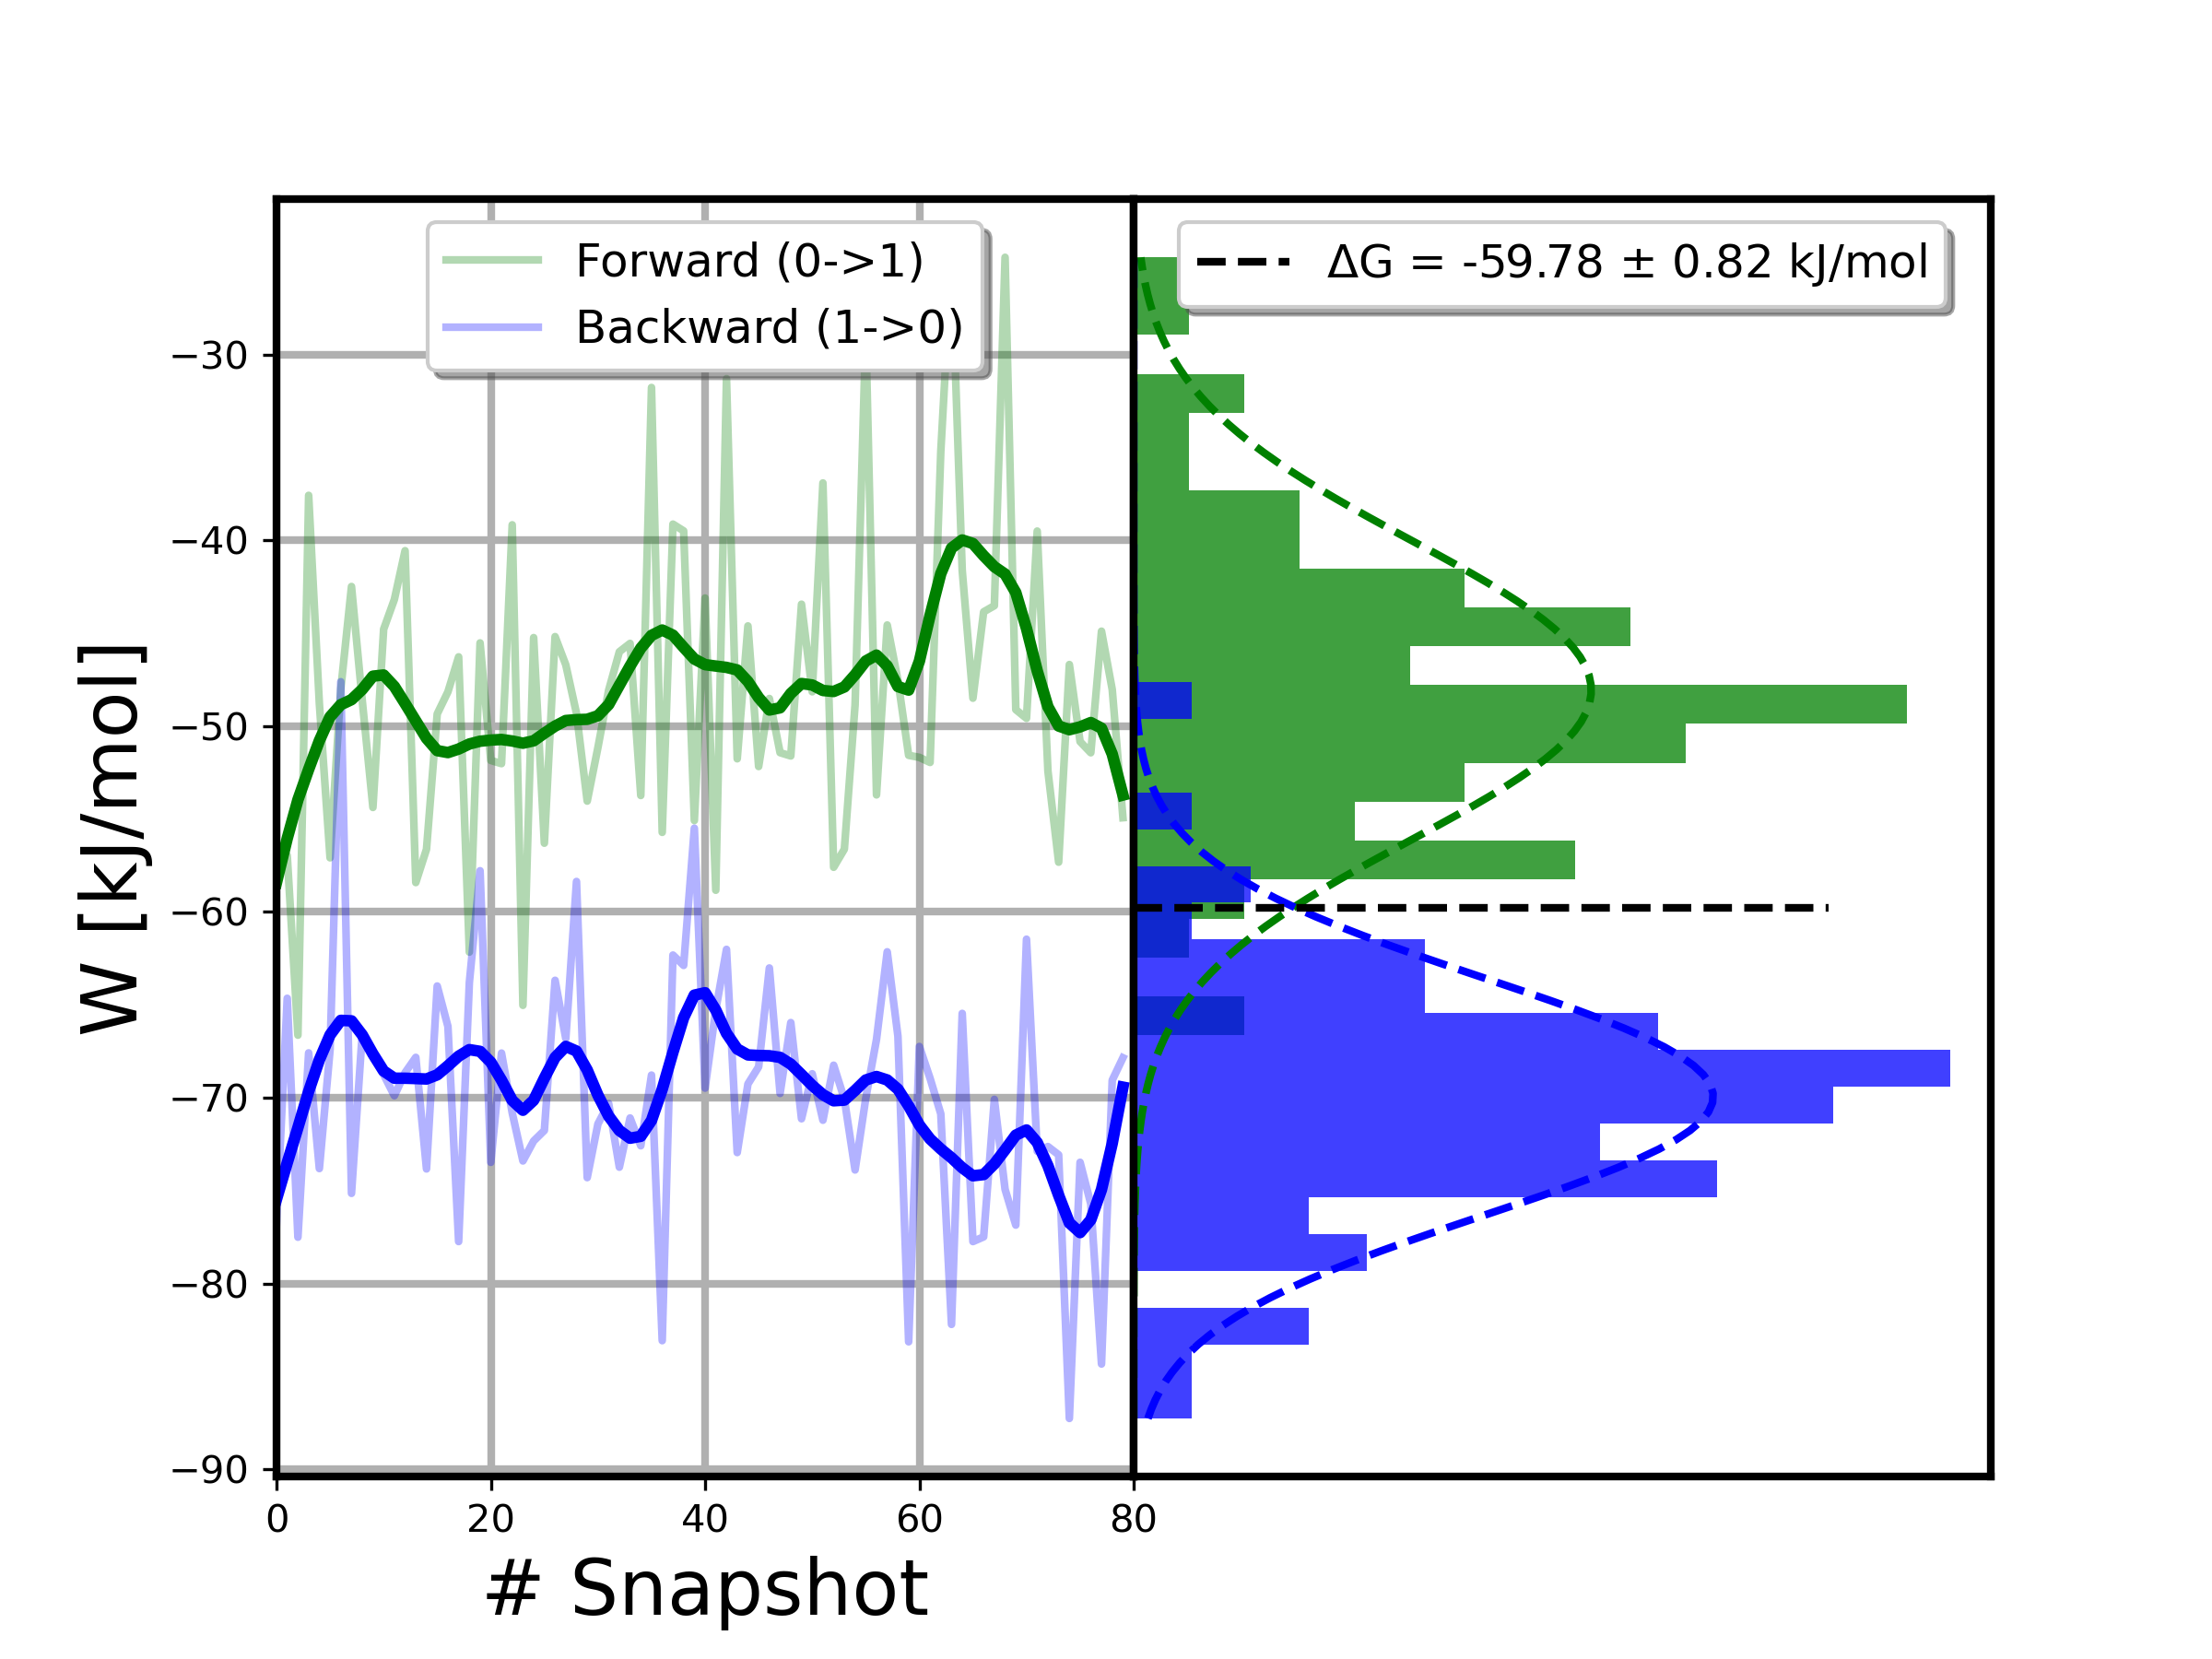 Forward (0->1)
Backward (1->0)
ΔG = -59.78 ± 0.82 kJ/mol
W [kJ/mol]
−30
−40
−50
−60
−70
−80
−90
0 20 40 60 80
# Snapshot